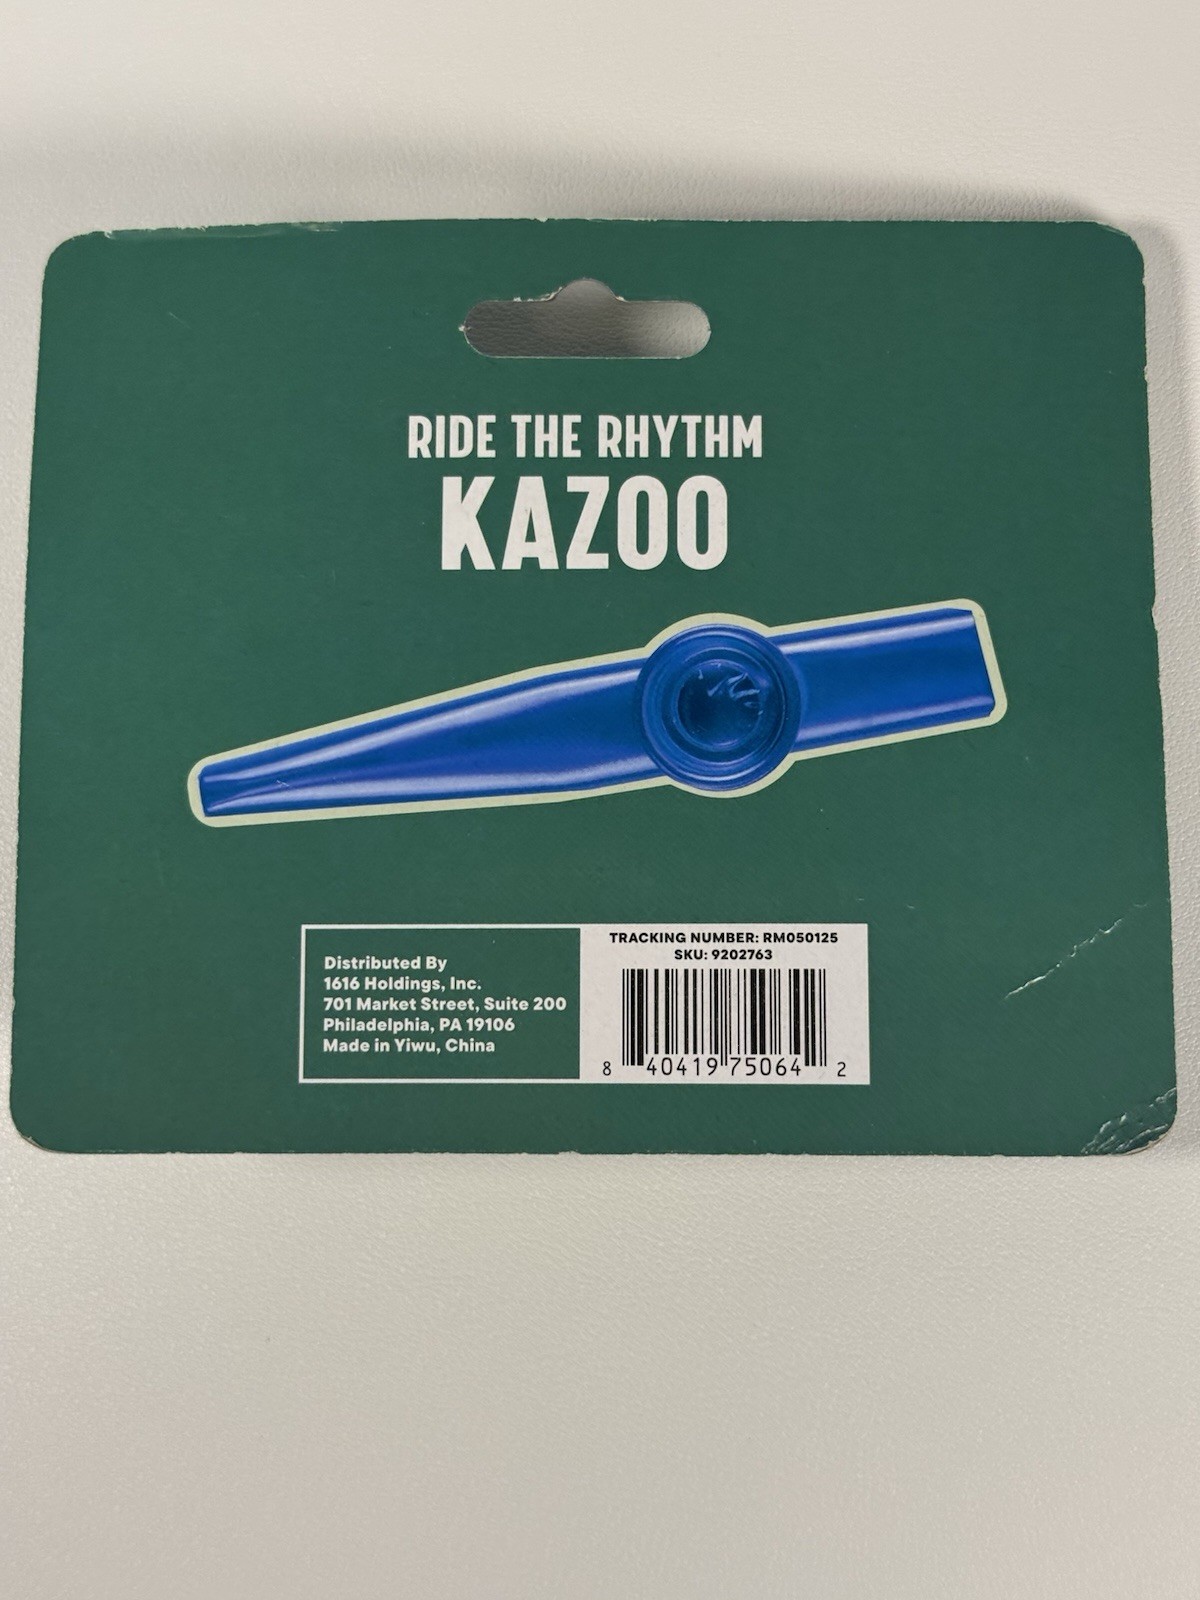 RIDE THE RHYTHM
KAZOO
Distributed By
1616 Holdings, Inc.
701 Market Street, Suite 200
Philadelphia, PA 19106
Made in Yiwu, China
TRACKING NUMBER: RM050125
SKU: 9202763
8 40419 75064 2